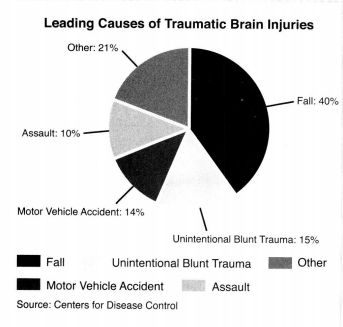 Leading Causes of Traumatic Brain Injuries
Other: 21%
Fall: 40%
Assault: 10%
Motor Vehicle Accident: 14%
Unintentional Blunt Trauma: 15%
Fall Unintentional Blunt Trauma Other
Motor Vehicle Accident Assault
Source: Centers for Disease Control